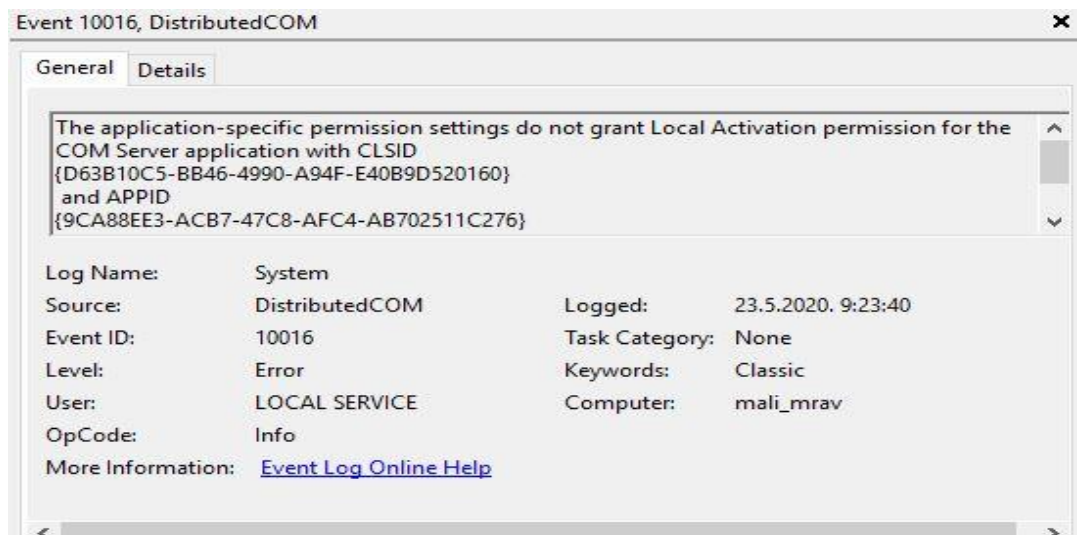 Event 10016, DistributedCOM
General Details
The application-specific permission settings do not grant Local Activation permission for the
COM Server application with CLSID
{D63B10C5-BB46-4990-A94F-E40B9D520160}
and APPID
{9CA88EE3-ACB7-47C8-AFC4-AB702511C276}
Log Name: System
Source: DistributedCOM Logged: 23.5.2020. 9:23:40
Event ID: 10016 Task Category: None
Level: Error Keywords: Classic
User: LOCAL SERVICE Computer: mali_mrav
OpCode: Info
More Information: Event Log Online Help